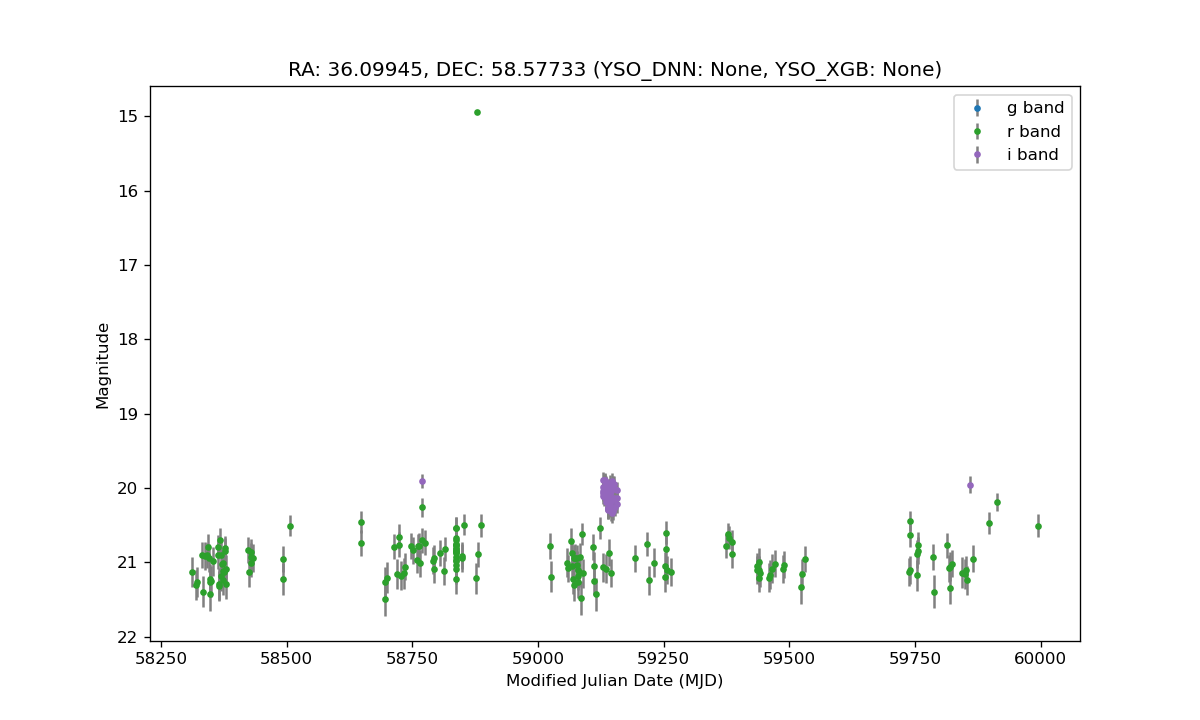 RA: 36.09945, DEC: 58.57733 (YSO_DNN: None, YSO_XGB: None)
g band
r band
i band
Magnitude
15
16
17
18
19
20
21
22
58250
58500
58750
59000
59250
59500
59750
60000
Modified Julian Date (MJD)